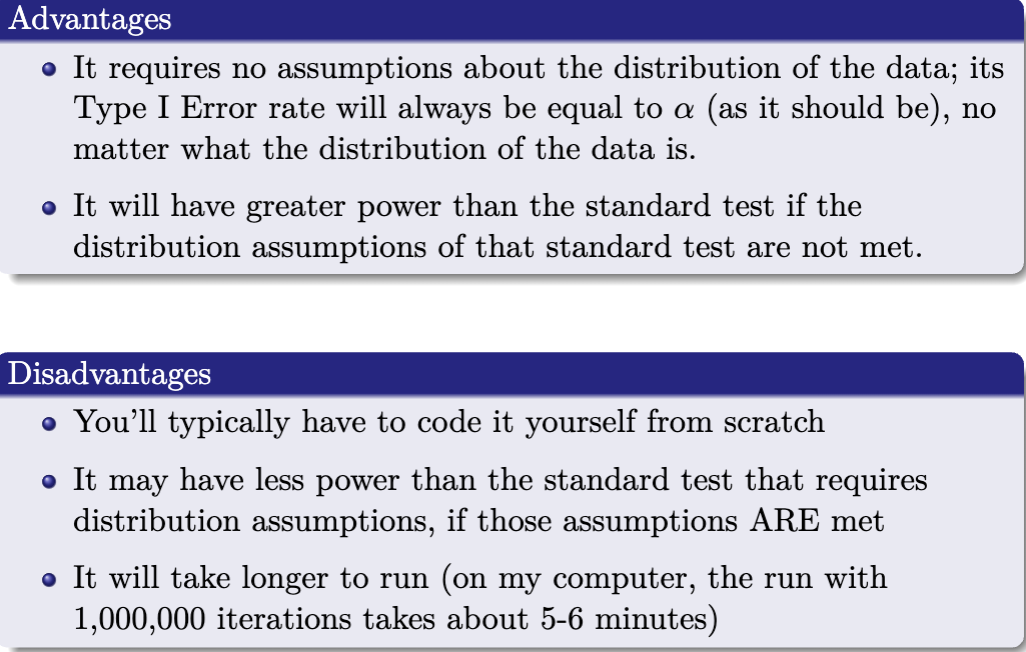 Advantages
It requires no assumptions about the distribution of the data; its
Type I Error rate will always be equal to α (as it should be), no
matter what the distribution of the data is.
It will have greater power than the standard test if the
distribution assumptions of that standard test are not met.
Disadvantages
You'll typically have to code it yourself from scratch
It may have less power than the standard test that requires
distribution assumptions, if those assumptions ARE met
It will take longer to run (on my computer, the run with
1,000,000 iterations takes about 5-6 minutes)